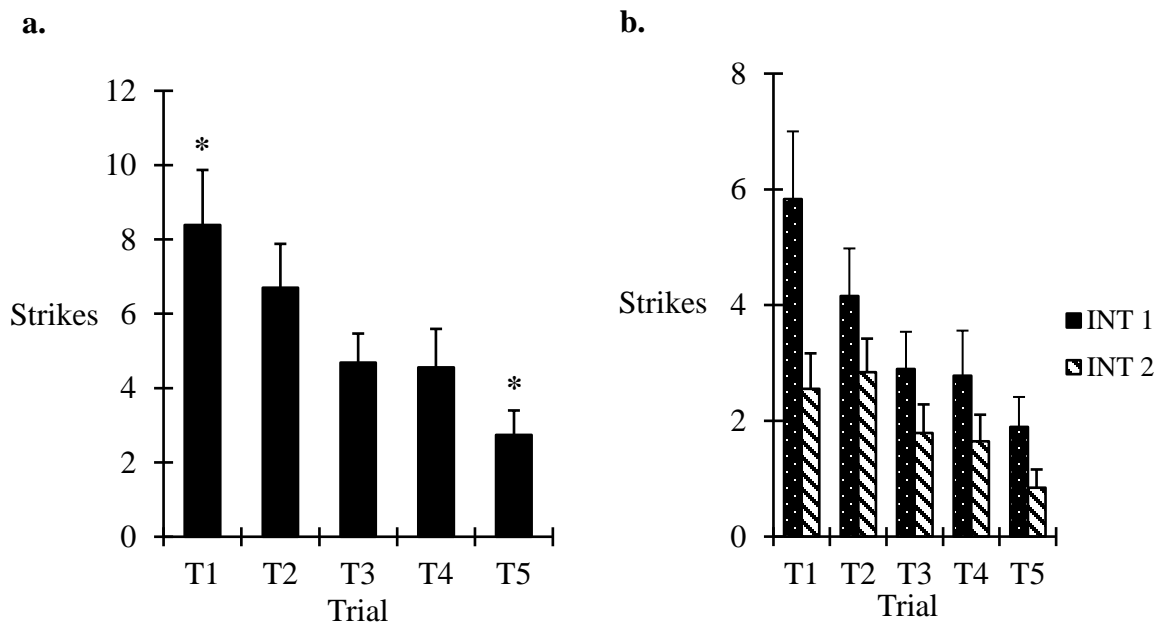 a.
12
10
8
6
4
2
0
*
*
Strikes
T1 T2 T3 T4 T5
Trial
b.
8
6
4
2
0
Strikes
T1 T2 T3 T4 T5
Trial
INT 1
INT 2